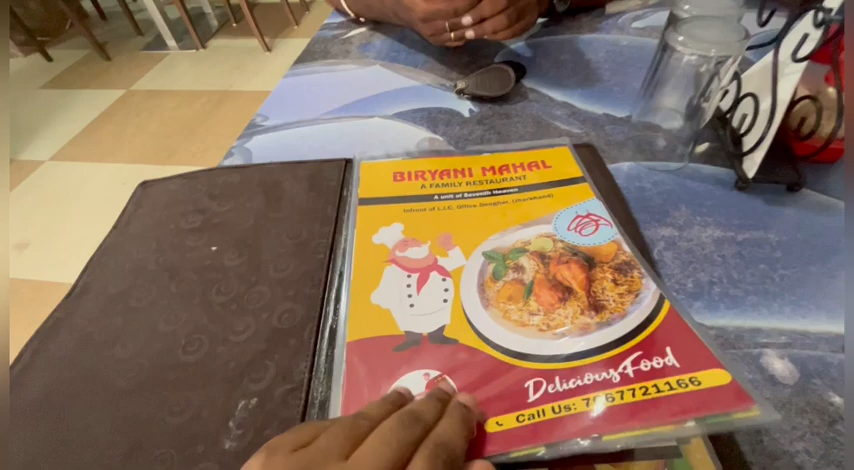 BIRYANI MAHAL
A FAMILY RESTAURANT
A unit of Seventh Heaven
Infront of L.I.C. Office Deoghar, (Jharkhand)
Delicious Food
Call Us: